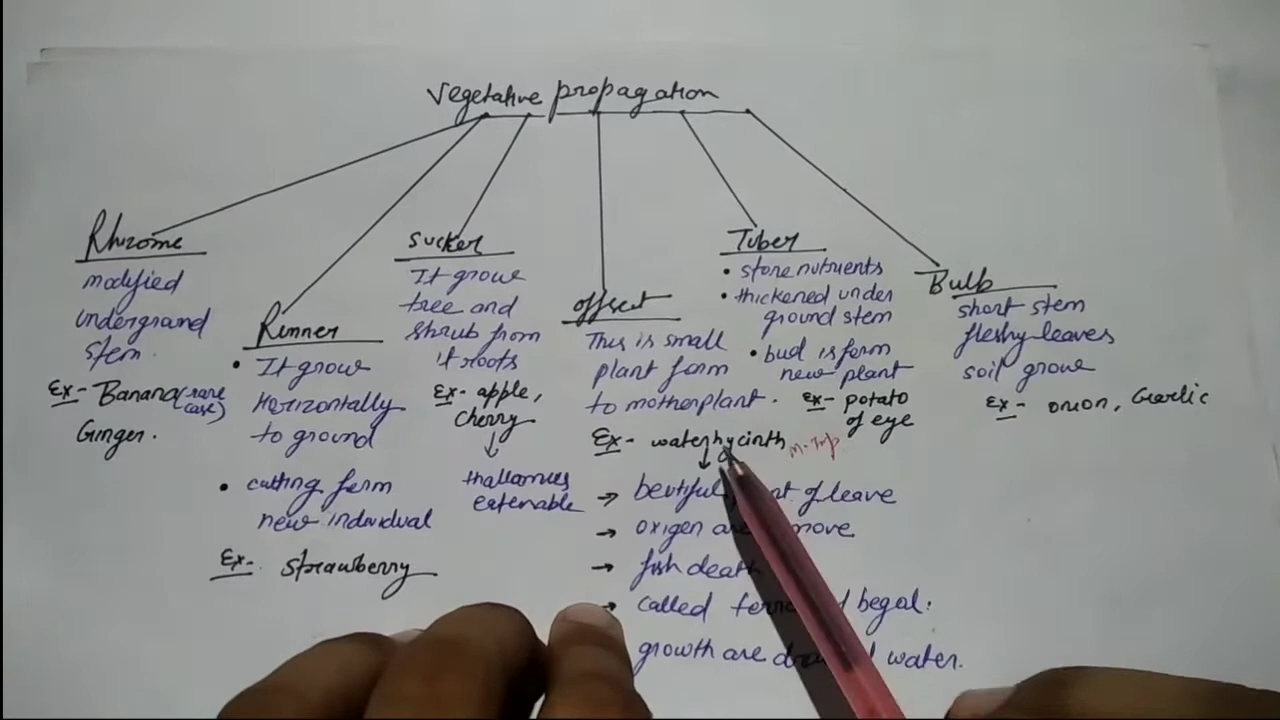 Vegetative propagation
Rhizome
modified
underground
stem.
Ex- Banana (rare
case)
Ginger.
Runner
• It grow
Horizontally
to ground
• cutting form
new individual
Ex- strawberry
Sucker
It grow
tree and
shrub from
it roots
Ex- apple,
cherry
↓
thallamus
eatenable
offset
This is small
plant form
to motherplant.
Ex- waterhycinth
↓
→ beutiful of leave
→ oxigen are
→ fish death
→ called begal.
growth are water.
Tuber
• store nutrients
• thickened under
ground stem
• bud is form
new plant
Ex- potato
of eye
Bulb
short stem
fleshy leaves
soil grow
Ex- onion, Garlic